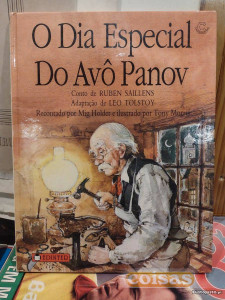 O Dia Especial
Do Avô Panov
Conto de RUBEN SAILLENS
Adaptação de LEO TOLSTOY
Recontado por Mig Holder e ilustrado por Tony Morris
EDINTER
coisas